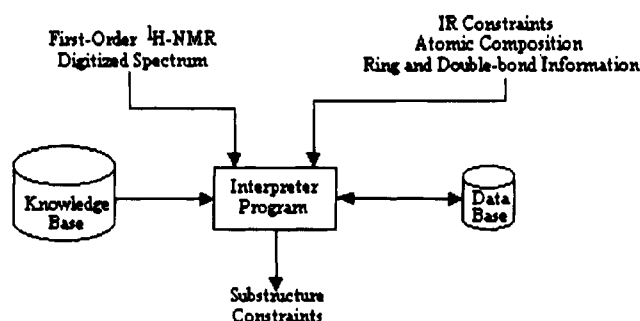 First-Order ¹H-NMR
Digitized Spectrum
IR Constraints
Atomic Composition
Ring and Double-bond Information
Knowledge
Base
Interpreter
Program
Data
Base
Substructure
Constraints